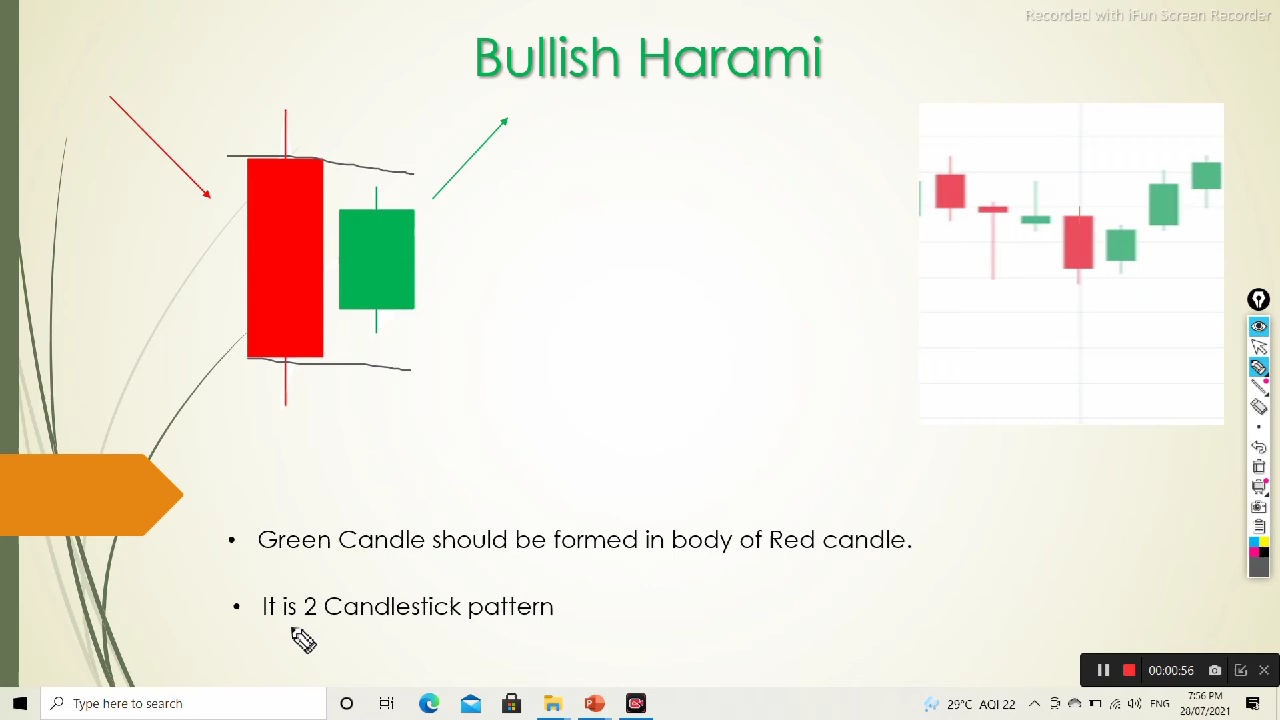 Recorded with iFun Screen Recorder
Bullish Harami
• Green Candle should be formed in body of Red candle.
• It is 2 Candlestick pattern
00:00:56
Type here to search
29°C AQI 22
ENG
7:56 PM
20/07/2021